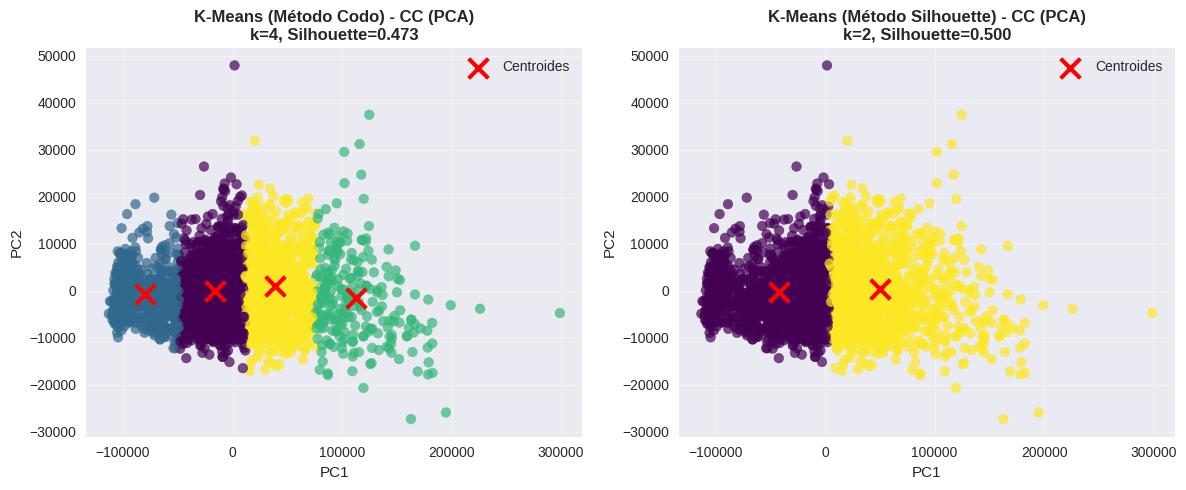 K-Means (Método Codo) - CC (PCA)
k=4, Silhouette=0.473
50000
40000
30000
20000
10000
0
−10000
−20000
−30000
PC2
−100000
0
100000
200000
300000
PC1
Centroides
K-Means (Método Silhouette) - CC (PCA)
k=2, Silhouette=0.500
50000
40000
30000
20000
10000
0
−10000
−20000
−30000
PC2
−100000
0
100000
200000
300000
PC1
Centroides